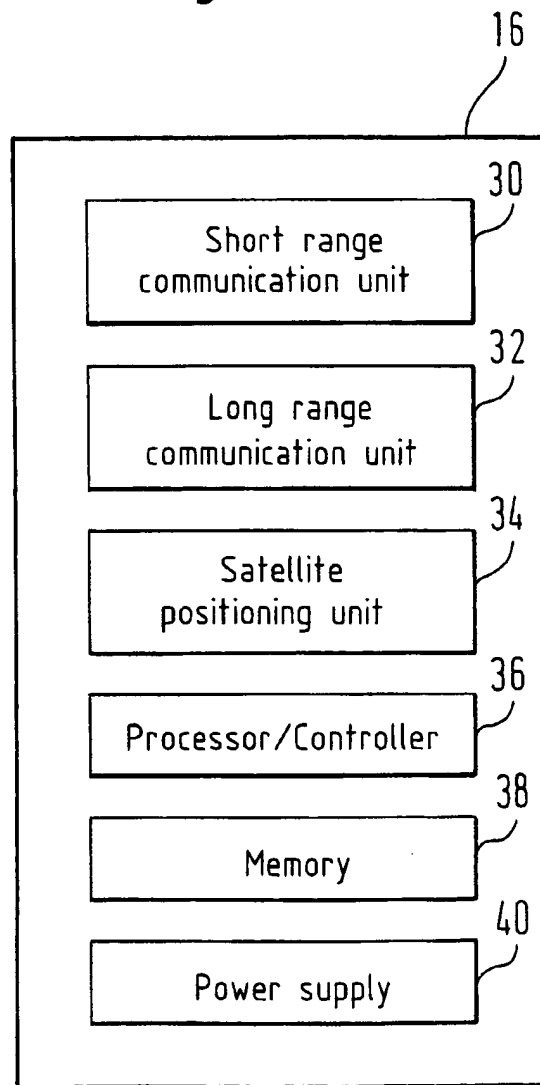 16
30
Short range
communication unit
32
Long range
communication unit
34
Satellite
positioning unit
36
Processor/Controller
38
Memory
40
Power supply